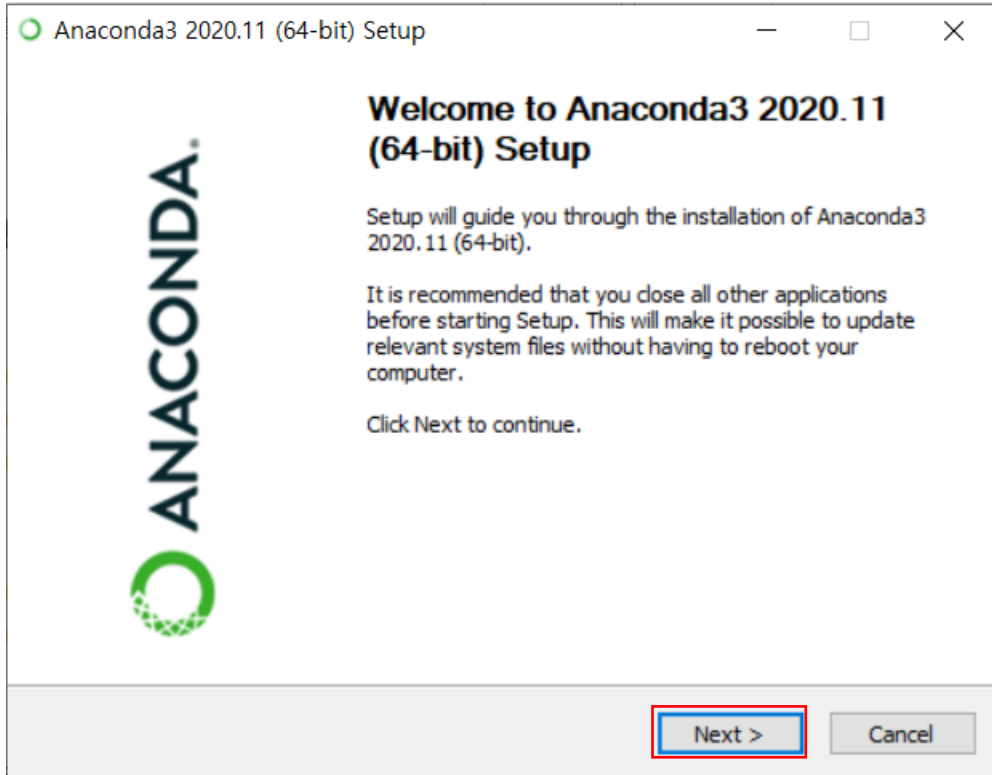 Anaconda3 2020.11 (64-bit) Setup
Welcome to Anaconda3 2020.11
(64-bit) Setup
ANACONDA.
Setup will guide you through the installation of Anaconda3
2020.11 (64-bit).
It is recommended that you close all other applications
before starting Setup. This will make it possible to update
relevant system files without having to reboot your
computer.
Click Next to continue.
Next >
Cancel